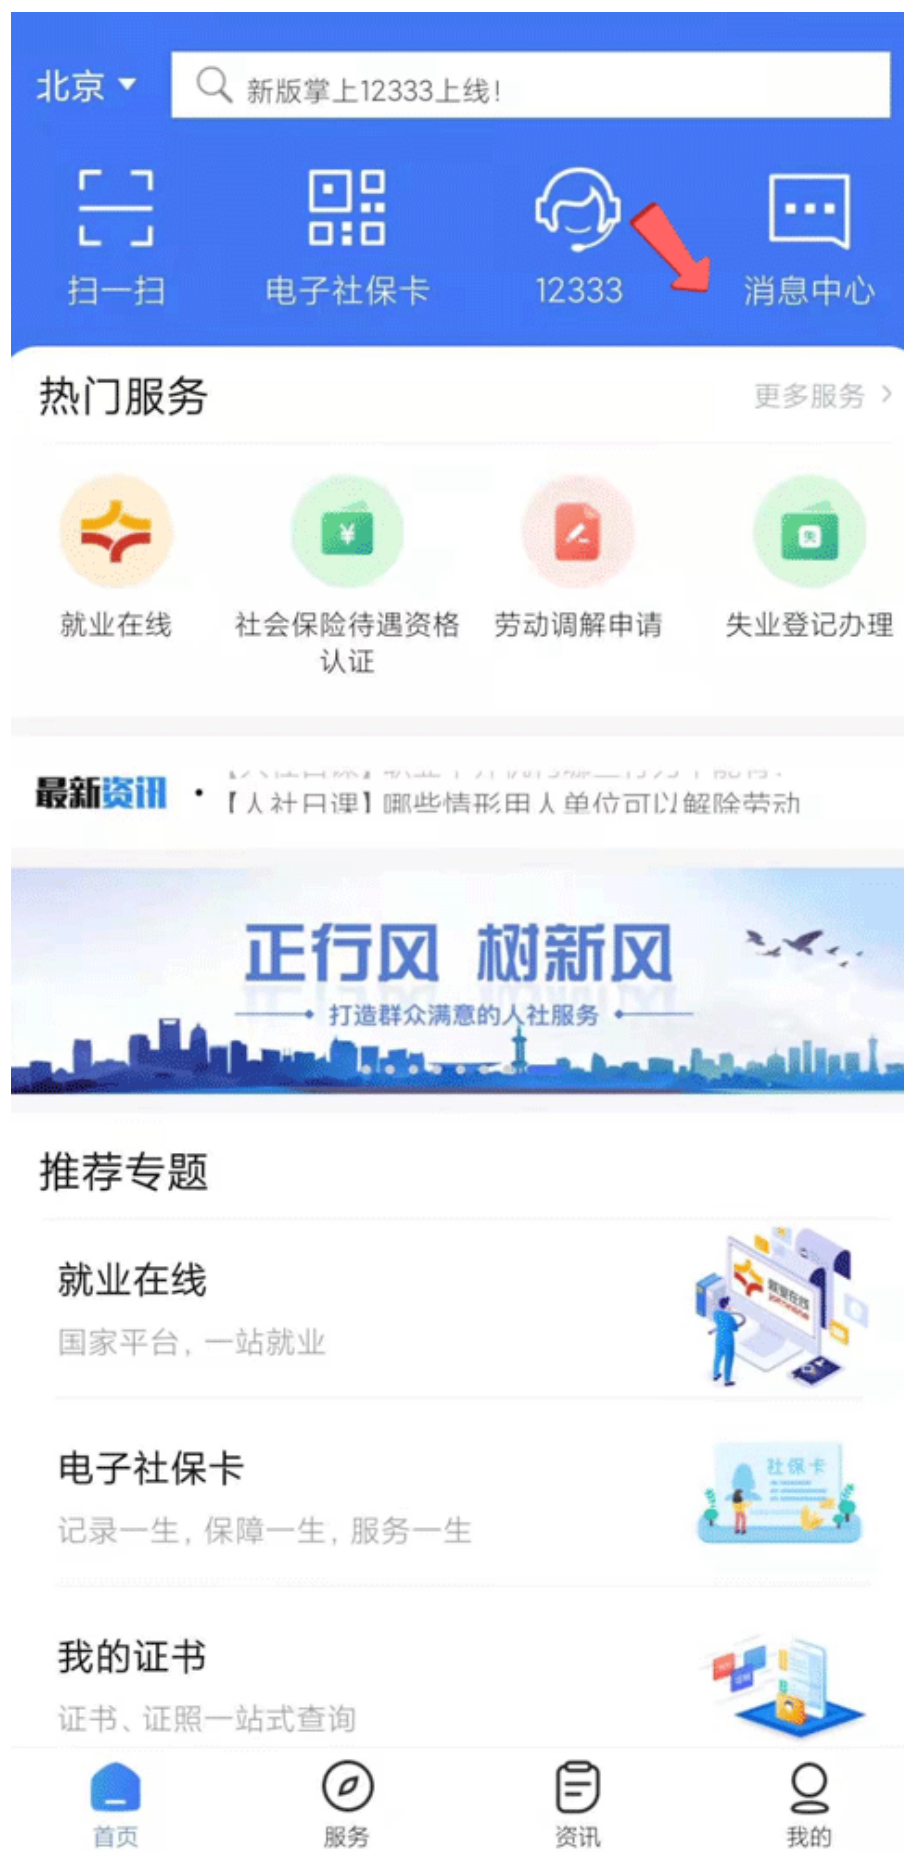 北京
新版掌上12333上线!
扫一扫
电子社保卡
12333
消息中心
热门服务
更多服务 >
¥
失
就业在线
社会保险待遇资格
认证
劳动调解申请
失业登记办理
最新资讯
【人社日课】哪些情形用人单位可以解除劳动
正行风 树新风
打造群众满意的人社服务
推荐专题
就业在线
国家平台, 一站就业
就业在线
电子社保卡
记录一生, 保障一生, 服务一生
社保卡
我的证书
证书、证照一站式查询
首页
服务
资讯
我的